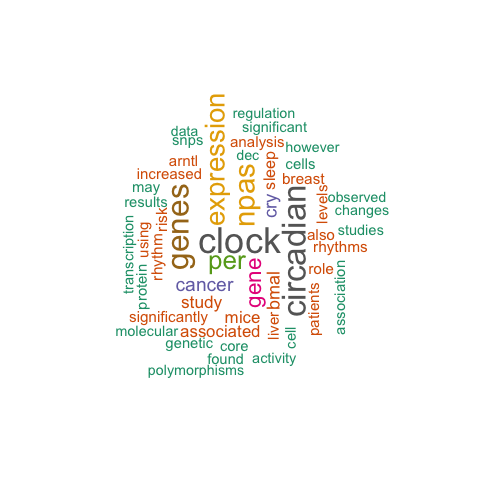 expression
regulation
significant
data
snps
analysis
however
dec
arntl
sleep
cells
increased
breast
npas
cry
may
genes
levels
observed
results
risk
changes
circadian
transcription
using
rhythm
clock
also
studies
rhythms
protein
per
gene
role
association
cancer
study
bmal
patients
significantly
mice
liver
molecular
associated
cell
genetic
core
found
activity
polymorphisms